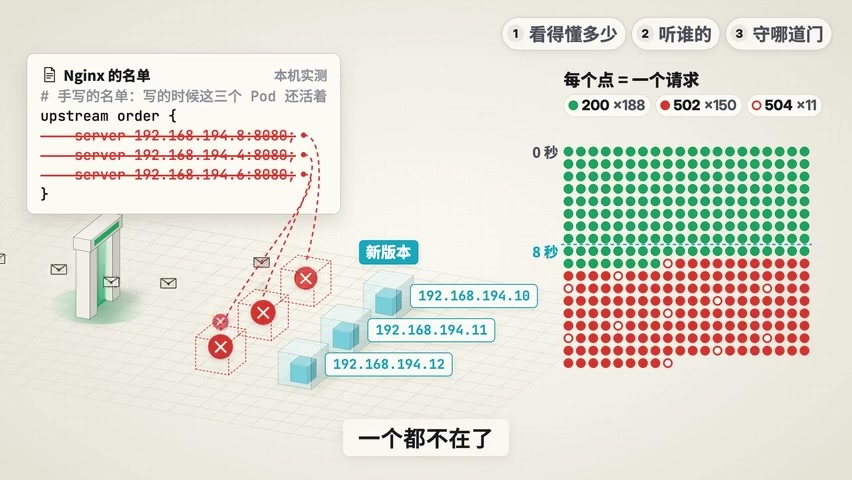 1 看得懂多少
2 听谁的
3 守哪道门
Nginx 的名单
本机实测
# 手写的名单：写的时候这三个 Pod 还活着
upstream order {
server 192.168.194.8:8080;
server 192.168.194.4:8080;
server 192.168.194.6:8080;
}
每个点 = 一个请求
200 ×188
502 ×150
504 ×11
0 秒
8 秒
新版本
192.168.194.10
192.168.194.11
192.168.194.12
一个都不在了